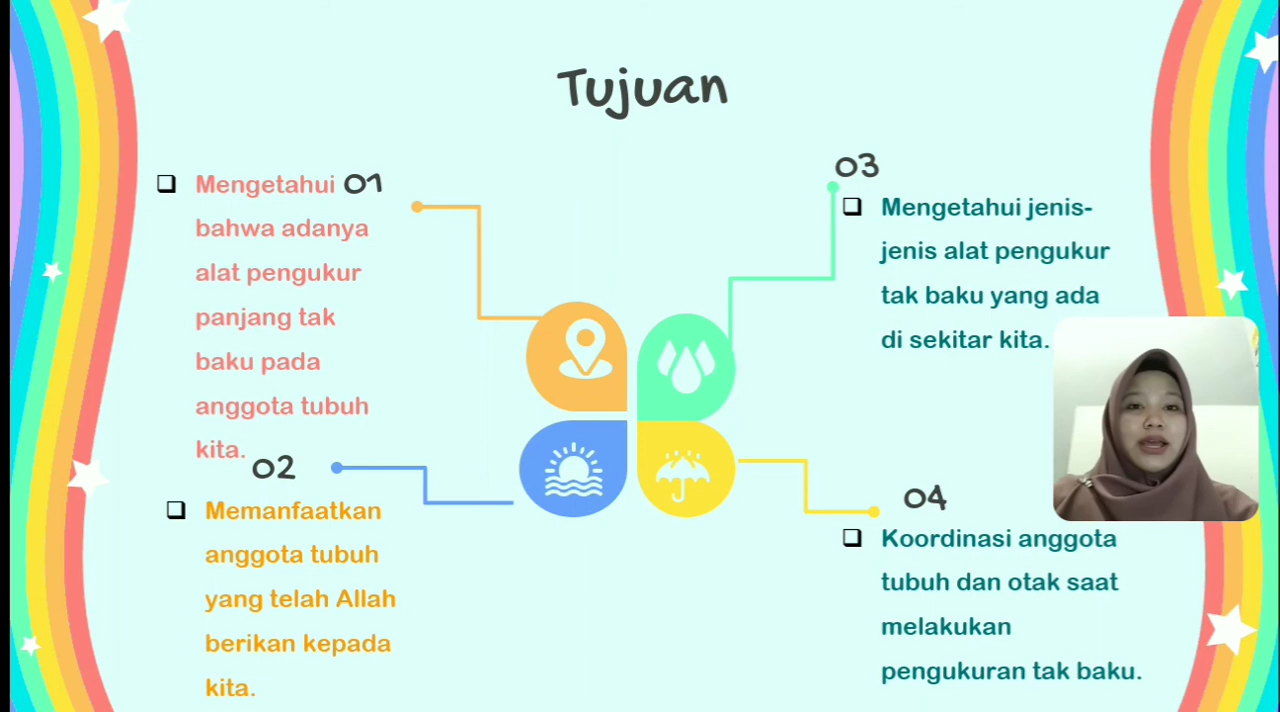 Tujuan
01
Mengetahui
bahwa adanya
alat pengukur
panjang tak
baku pada
anggota tubuh
kita.
02
Memanfaatkan
anggota tubuh
yang telah Allah
berikan kepada
kita.
03
Mengetahui jenis-
jenis alat pengukur
tak baku yang ada
di sekitar kita.
04
Koordinasi anggota
tubuh dan otak saat
melakukan
pengukuran tak baku.